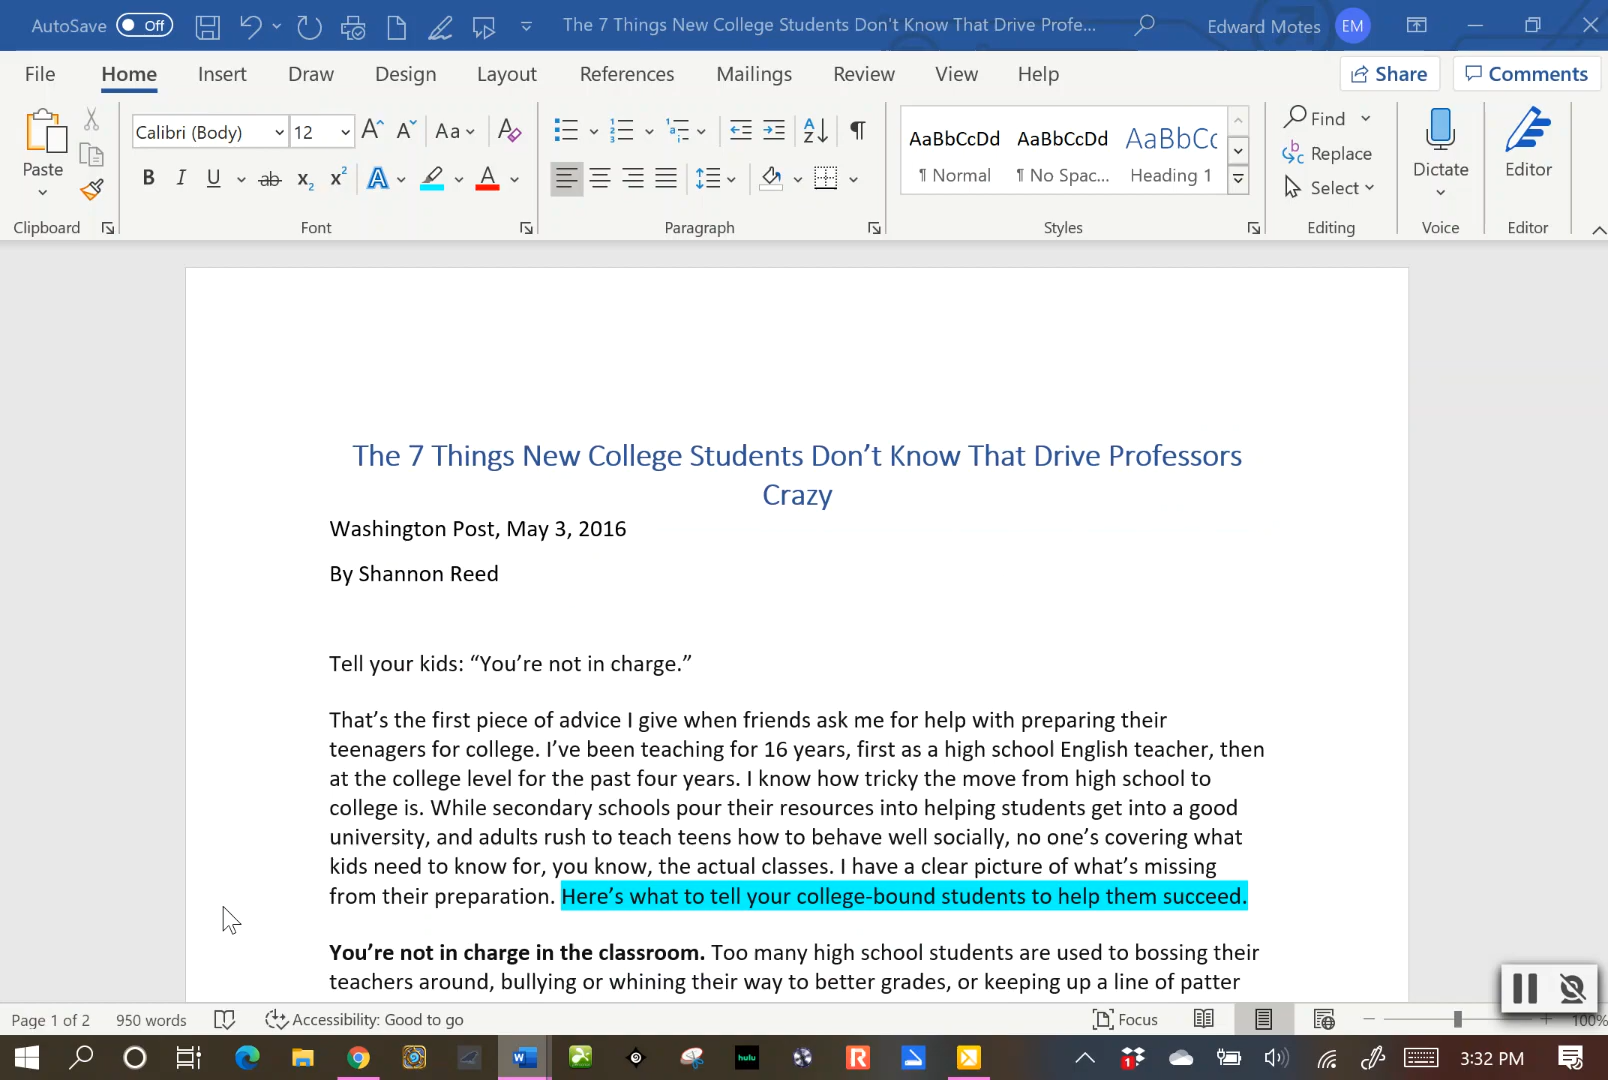 AutoSave Off The 7 Things New College Students Don't Know That Drive Profe... Edward Motes EM
File Home Insert Draw Design Layout References Mailings Review View Help Share Comments
Paste
Clipboard
Calibri (Body) 12 A A Aa A
B I U ab x2 x2 A A
Font
Paragraph
AaBbCcDd AaBbCcDd AaBbCc
¶ Normal ¶ No Spac... Heading 1
Styles
Find
Replace
Select
Editing
Dictate
Voice
Editor
Editor
The 7 Things New College Students Don’t Know That Drive Professors
Crazy
Washington Post, May 3, 2016
By Shannon Reed
Tell your kids: “You’re not in charge.”
That’s the first piece of advice I give when friends ask me for help with preparing their
teenagers for college. I’ve been teaching for 16 years, first as a high school English teacher, then
at the college level for the past four years. I know how tricky the move from high school to
college is. While secondary schools pour their resources into helping students get into a good
university, and adults rush to teach teens how to behave well socially, no one’s covering what
kids need to know for, you know, the actual classes. I have a clear picture of what’s missing
from their preparation. Here’s what to tell your college-bound students to help them succeed.
You’re not in charge in the classroom. Too many high school students are used to bossing their
teachers around, bullying or whining their way to better grades, or keeping up a line of patter
Page 1 of 2 950 words Accessibility: Good to go Focus 100%
hulu R 1 3:32 PM